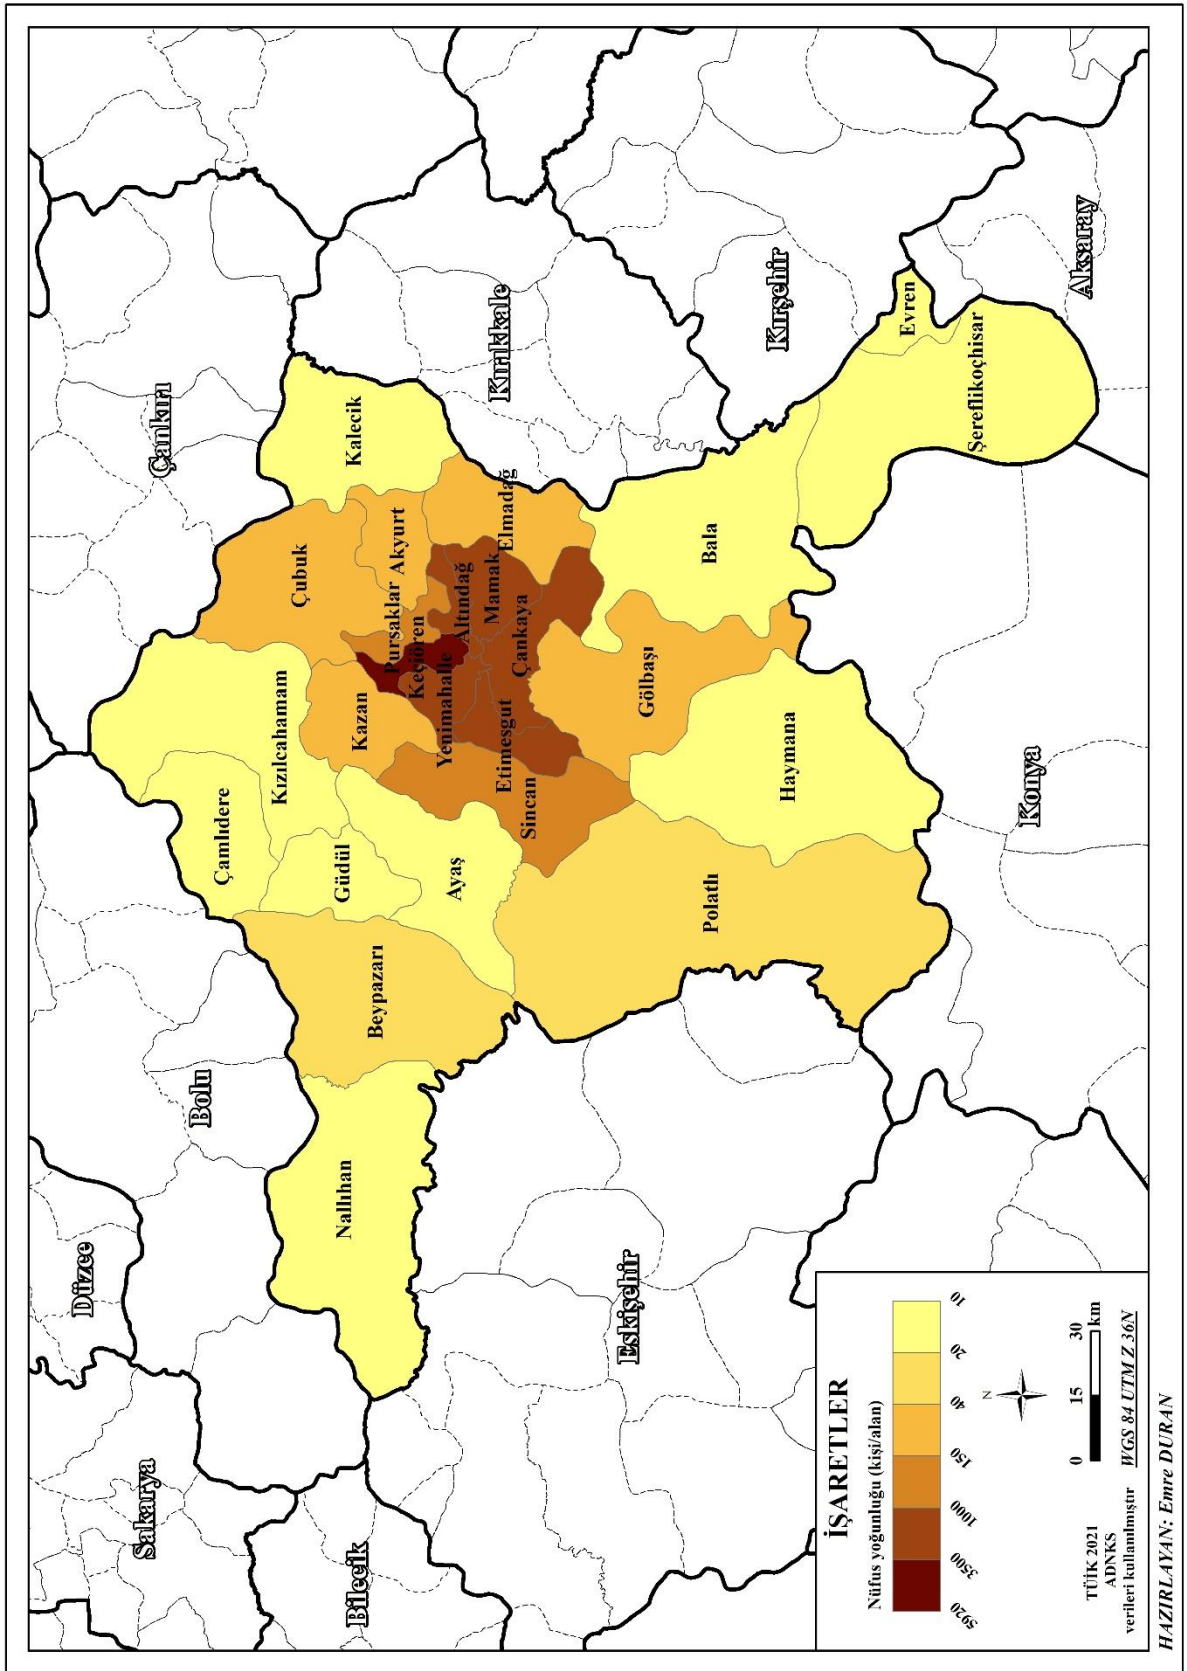 Sakarya
Düzce
Bolu
Çankırı
Bilecik
Eskişehir
Kırıkkale
Kırşehir
Konya
Aksaray
Nallıhan
Beypazarı
Çamlıdere
Güdül
Kızılcahamam
Ayaş
Kazan
Çubuk
Kalecik
Akyurt
Pursaklar
Keçiören
Yenimahalle
Altındağ
Mamak
Elmadağ
Çankaya
Etimesgut
Sincan
Polatlı
Gölbaşı
Haymana
Bala
Evren
Şereflikoçhisar
İŞARETLER
Nüfus yoğunluğu (kişi/alan)
5920 3500 1000 150 40 20 10
N
0 15 30
km
TÜİK 2021
ADNKS
verileri kullanılmıştır
WGS 84 UTM Z 36N
HAZIRLAYAN: Emre DURAN